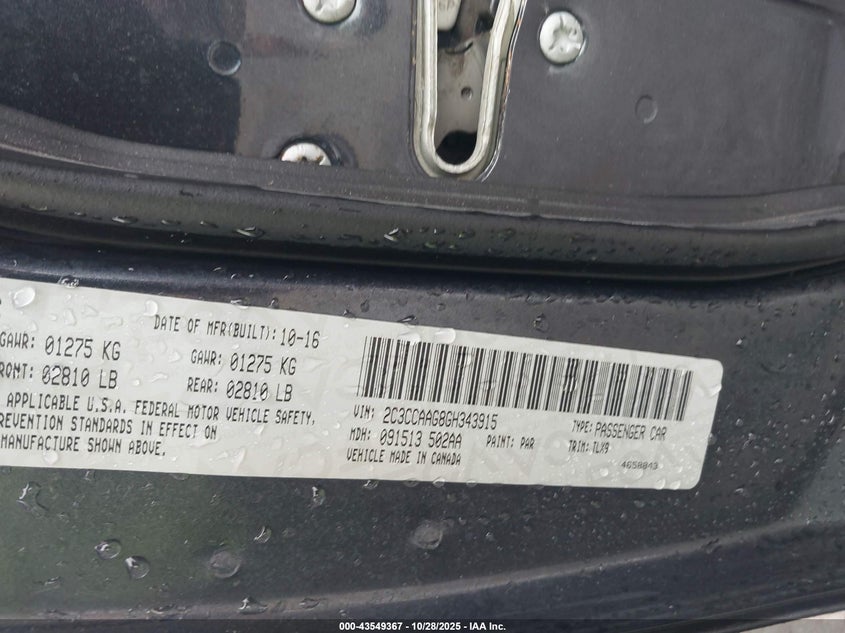 DATE OF MFR(BUILT): 10-16
GAWR: 01275 KG GAWR: 01275 KG
FRONT: 02810 LB REAR: 02810 LB
APPLICABLE U.S.A. FEDERAL MOTOR VEHICLE SAFETY,
PREVENTION STANDARDS IN EFFECT ON
MANUFACTURE SHOWN ABOVE.
VIN: 2C3CCAAG8GH343915 TYPE: PASSENGER CAR
MDH: 091513 502AA PAINT: PAR TRIM: TLX9
VEHICLE MADE IN CANADA 4658843
000-43549367 - 10/28/2025 - IAA Inc.